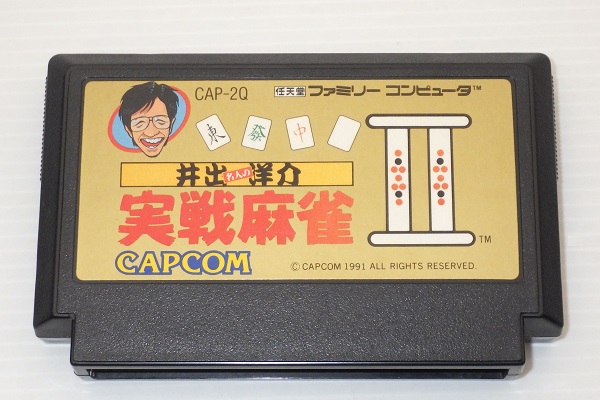 CAP-2Q
任天堂 ファミリー コンピュータ™
東 發 中
井出名人の洋介
実戦麻雀 II ™
CAPCOM
© CAPCOM 1991 ALL RIGHTS RESERVED.